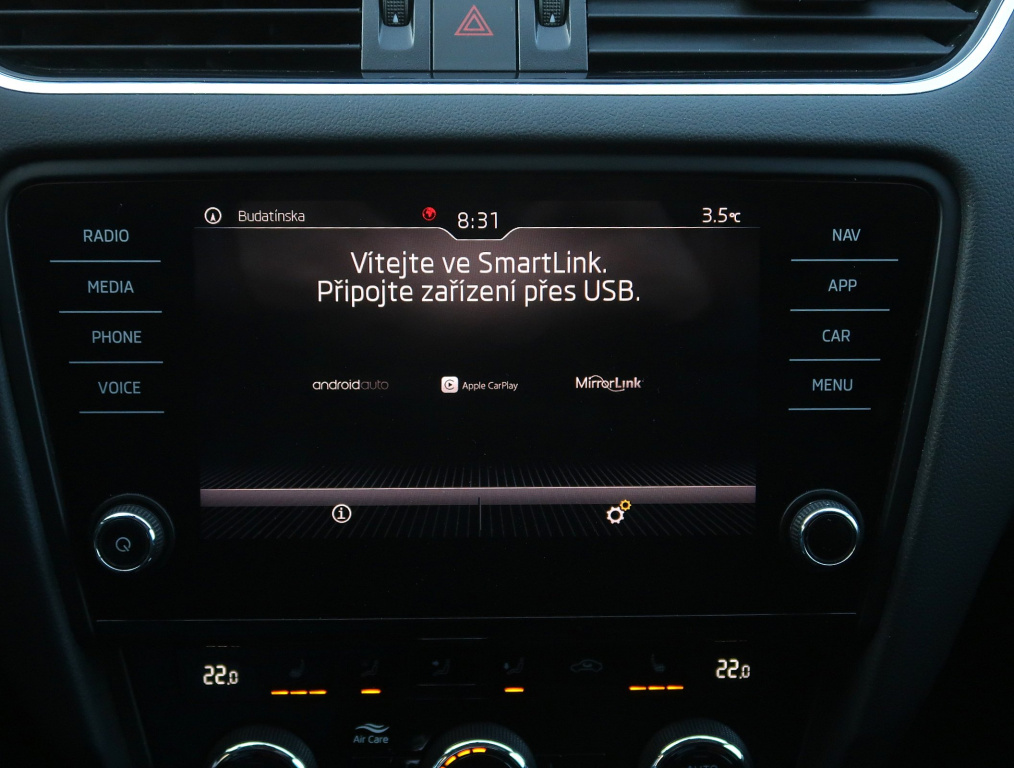 Budatínska
8:31
3.5℃
Vítejte ve SmartLink.
Připojte zařízení přes USB.
androidauto
Apple CarPlay
MirrorLink
RADIO
MEDIA
PHONE
VOICE
NAV
APP
CAR
MENU
22.0
22.0
Air Care
AUTO